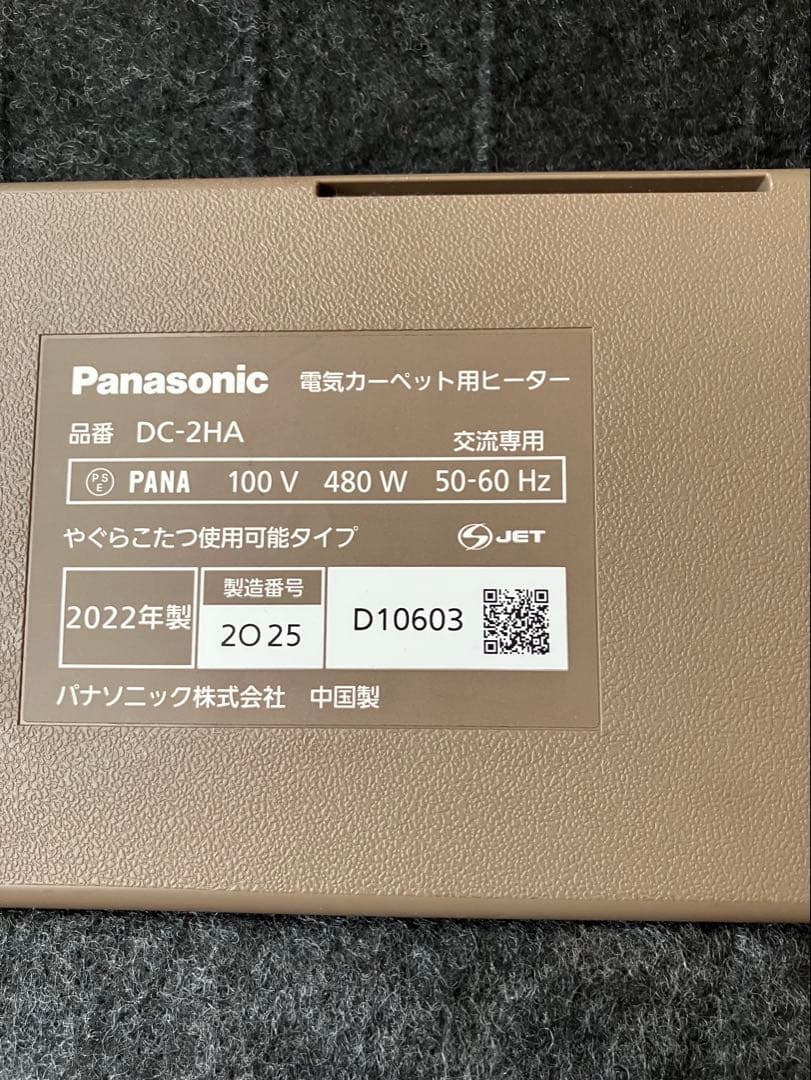 Panasonic 電気カーペット用ヒーター
品番 DC-2HA 交流専用
PS E PANA 100 V 480 W 50-60 Hz
やぐらこたつ使用可能タイプ JET
2022年製 製造番号 2O 25 D10603
パナソニック株式会社 中国製